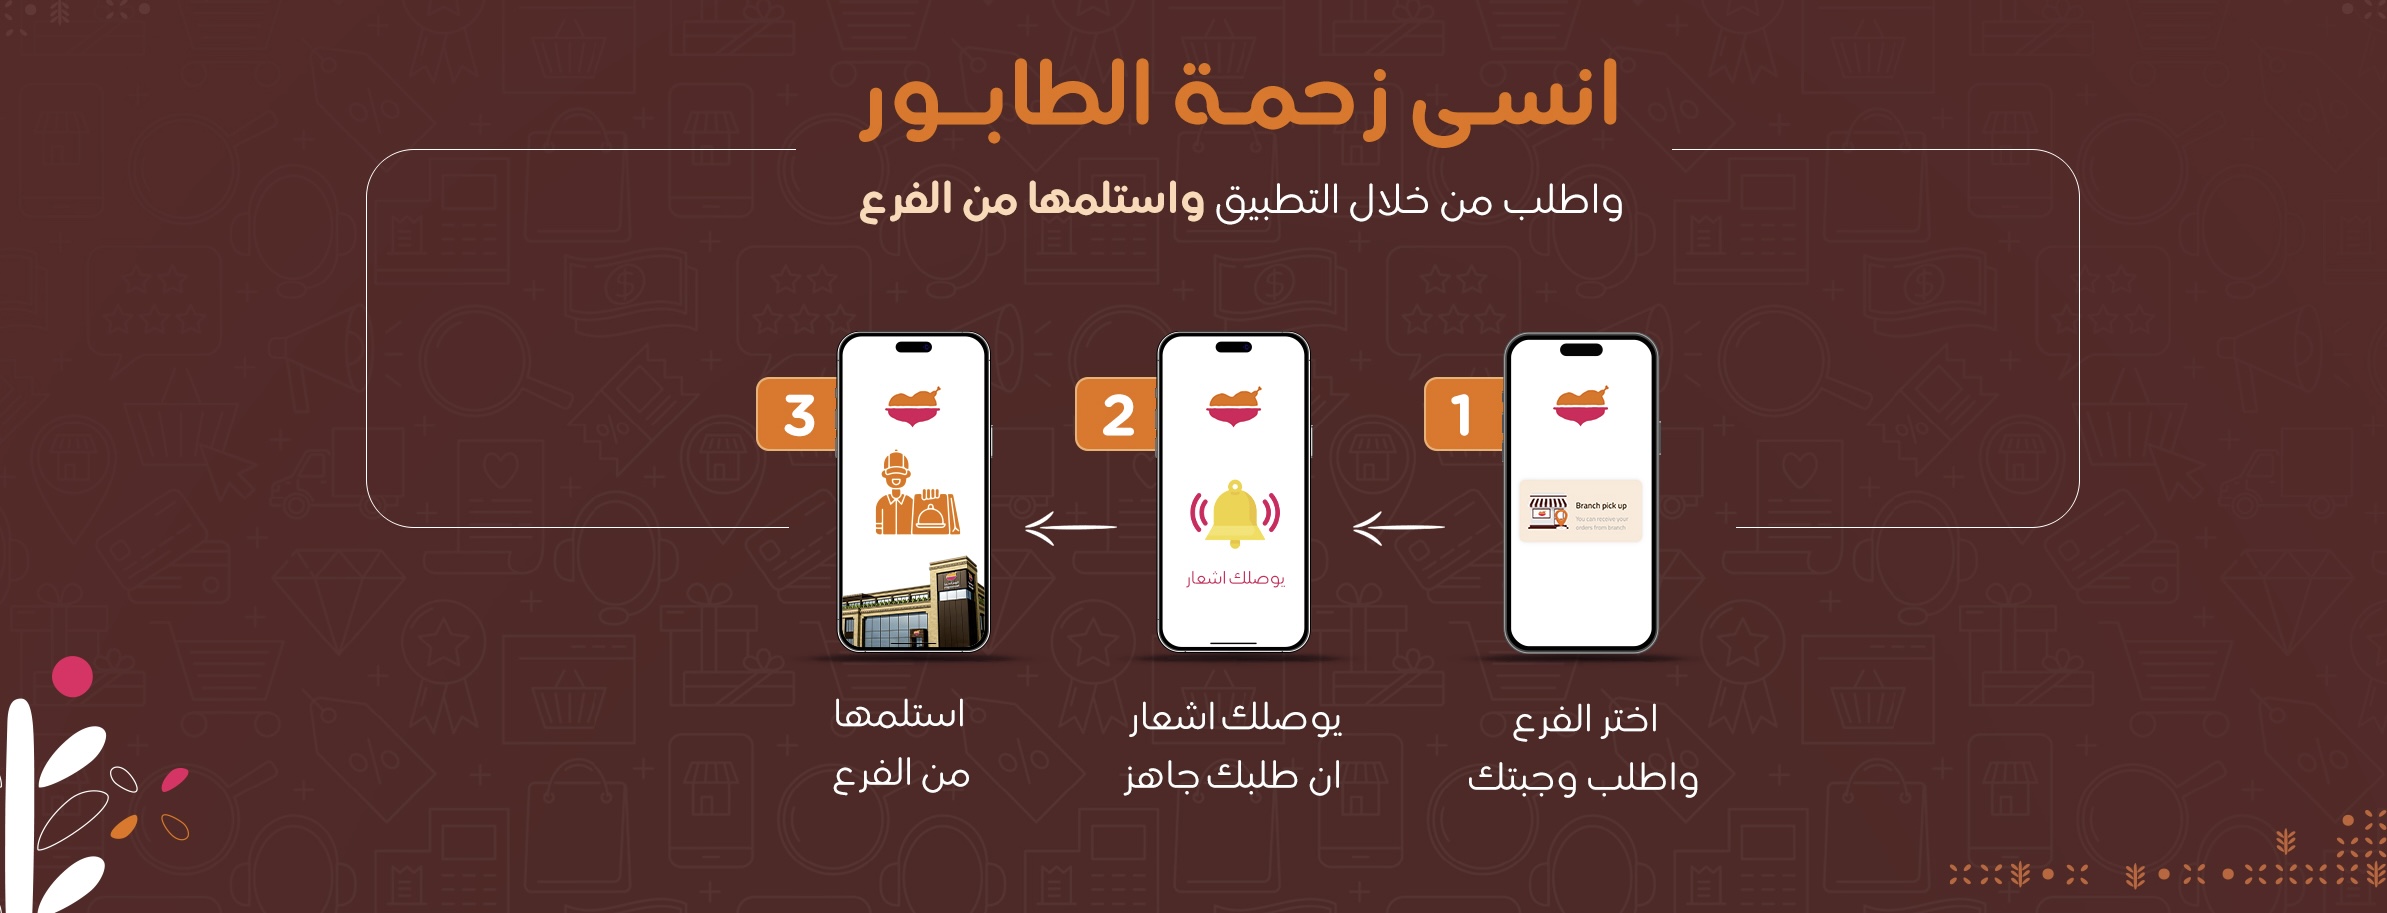 انسى زحمة الطابور
واطلب من خلال التطبيق واستلمها من الفرع
1
Branch pick up
You can receive your
orders from branch
اختر الفرع
واطلب وجبتك
2
يوصلك اشعار
يوصلك اشعار
ان طلبك جاهز
3
استلمها
من الفرع